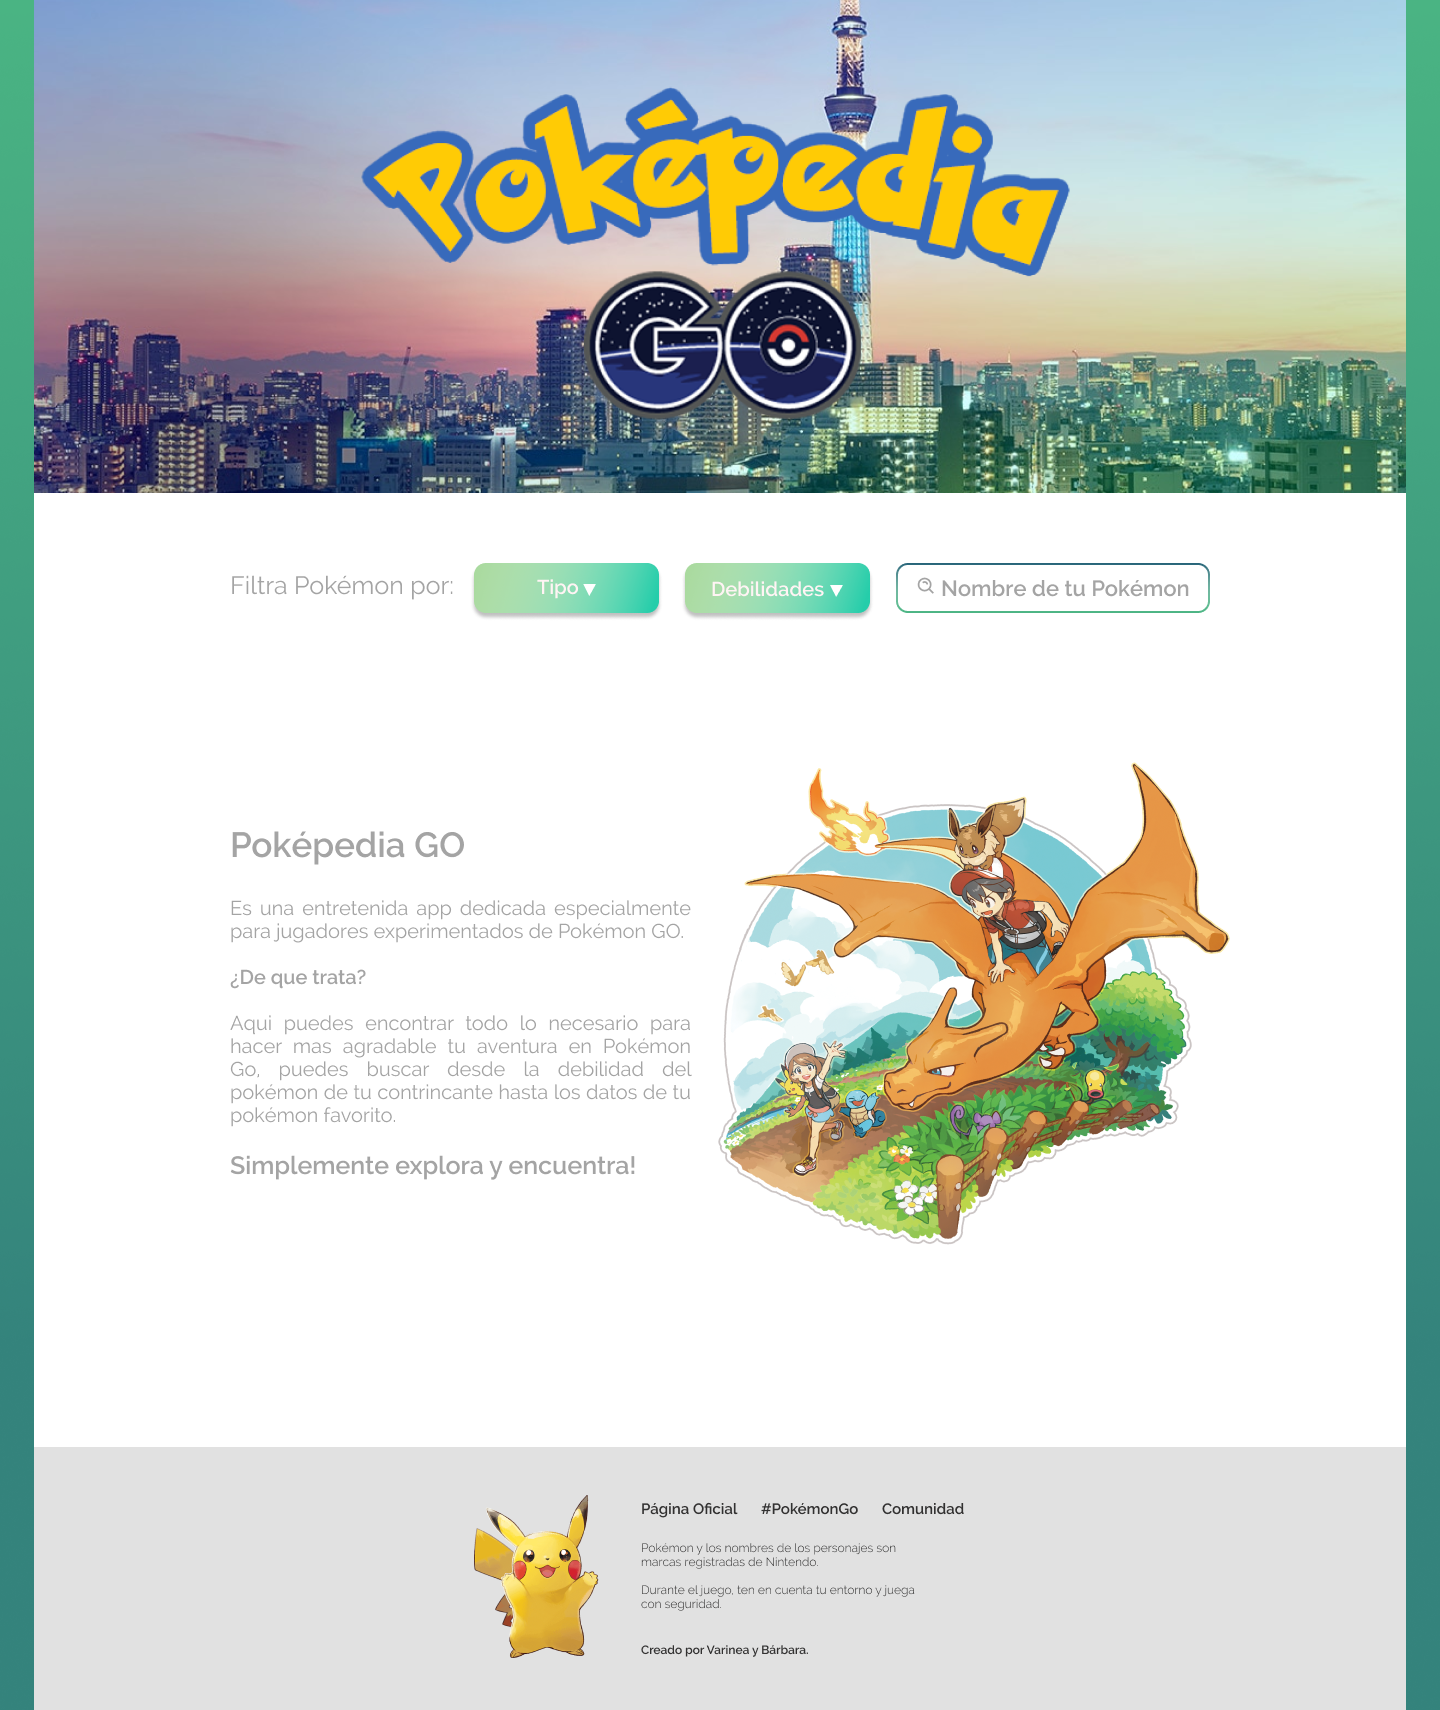 Poképedia
GO
Filtra Pokémon por:
Tipo ▼
Debilidades ▼
Nombre de tu Pokémon
Poképedia GO
Es una entretenida app dedicada especialmente
para jugadores experimentados de Pokémon GO.
¿De que trata?
Aqui puedes encontrar todo lo necesario para
hacer mas agradable tu aventura en Pokémon
Go, puedes buscar desde la debilidad del
pokémon de tu contrincante hasta los datos de tu
pokémon favorito.
Simplemente explora y encuentra!
Página Oficial #PokémonGo Comunidad
Pokémon y los nombres de los personajes son
marcas registradas de Nintendo.
Durante el juego, ten en cuenta tu entorno y juega
con seguridad.
Creado por Varinea y Bárbara.